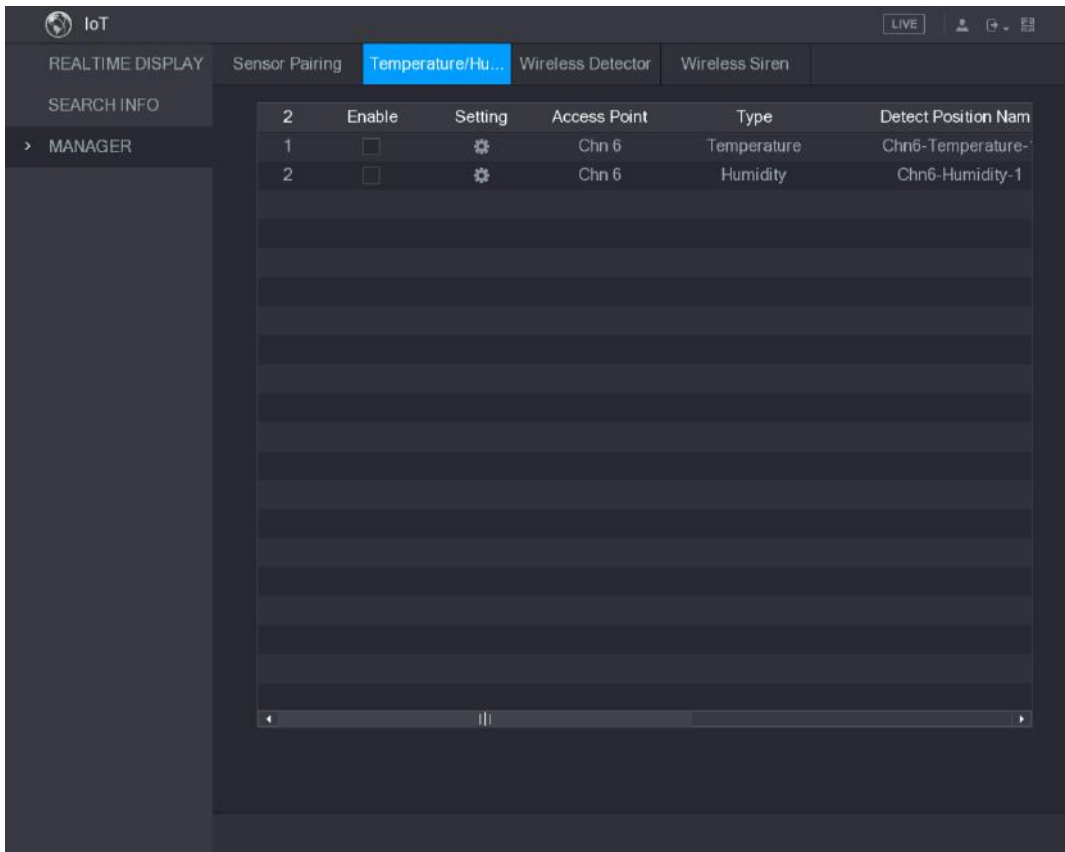 IoT LIVE
REALTIME DISPLAY
SEARCH INFO
MANAGER
Sensor Pairing Temperature/Hu... Wireless Detector Wireless Siren
2 Enable Setting Access Point Type Detect Position Nam
1 Chn 6 Temperature Chn6-Temperature-
2 Chn 6 Humidity Chn6-Humidity-1